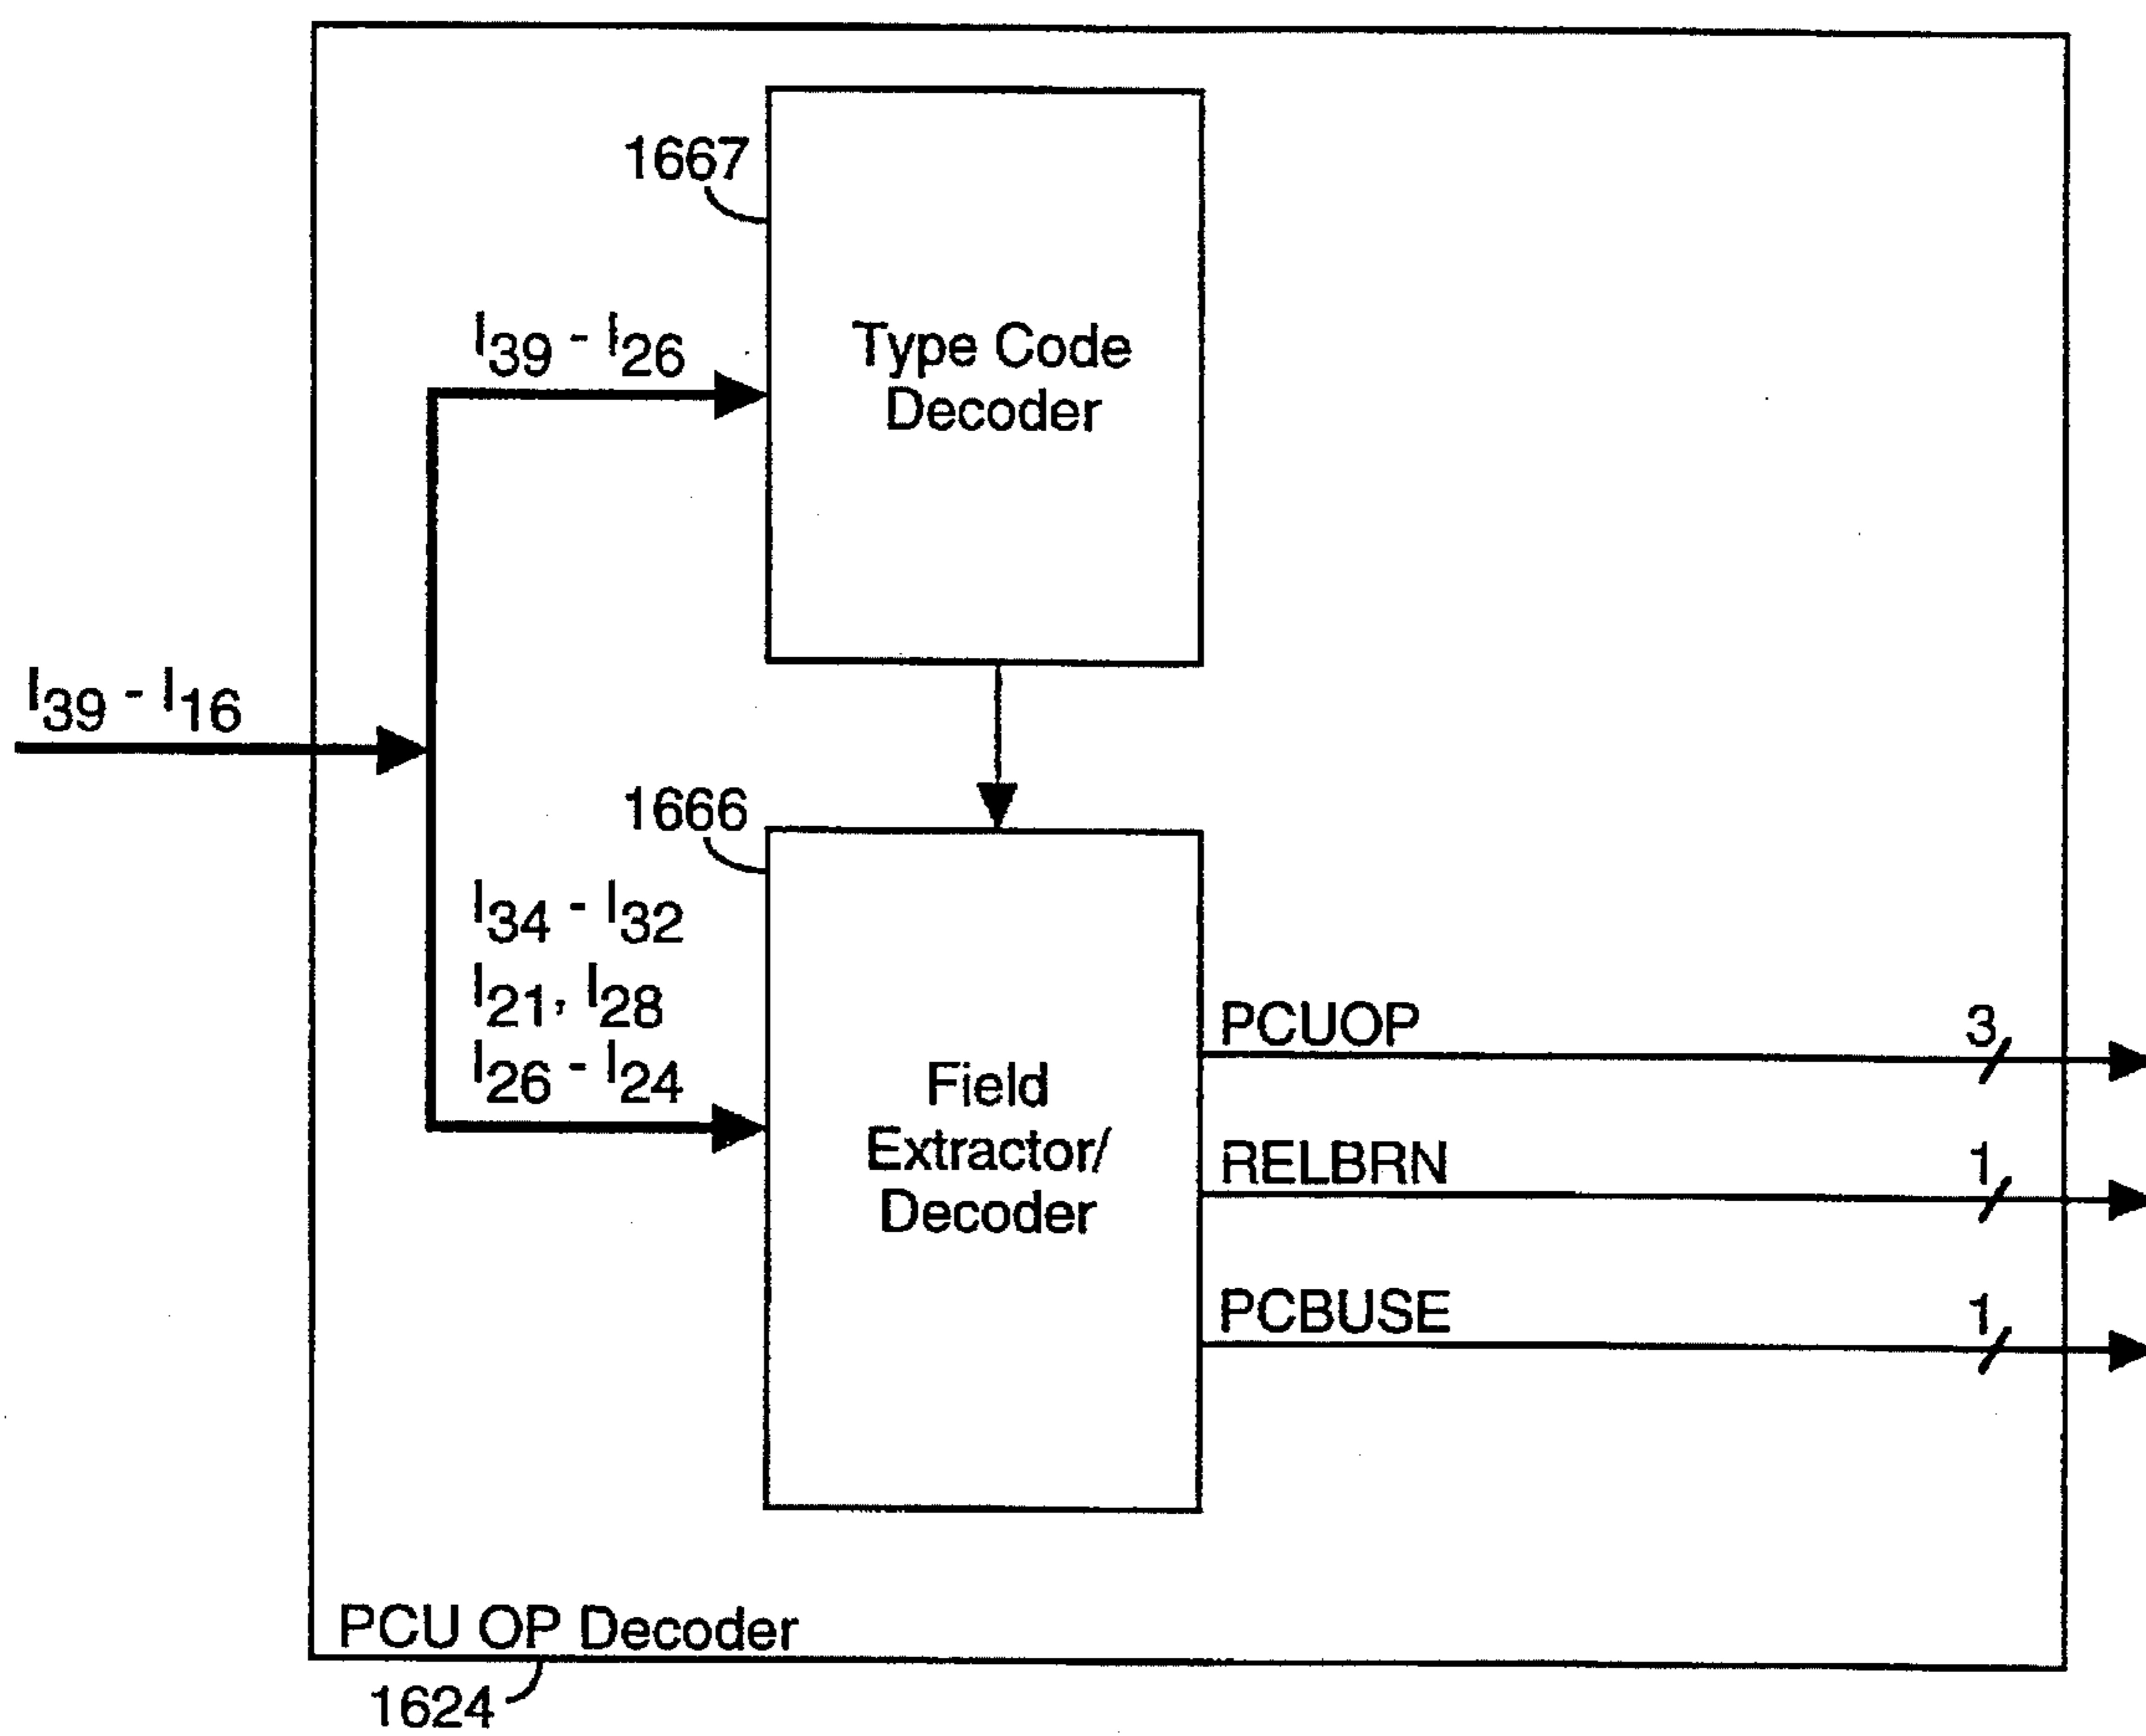 1667
I39 - I26
Type Code
Decoder
I39 - I16
1666
I34 - I32
I21, I28
I26 - I24
Field
Extractor/
Decoder
PCUOP 3
RELBRN 1
PCBUSE 1
PCU OP Decoder
1624